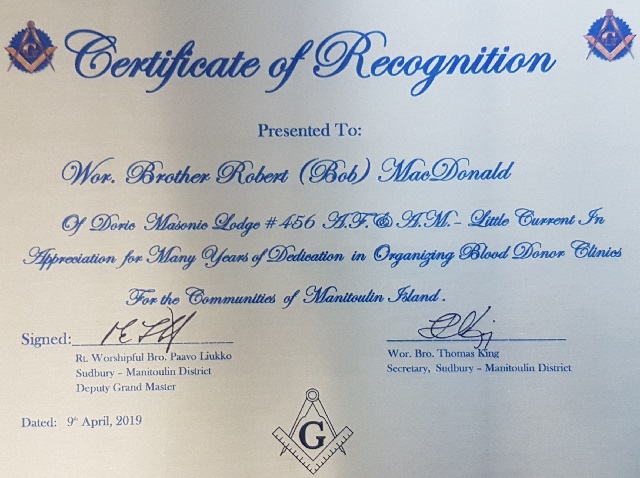 Certificate of Recognition
Presented To:
Wor. Brother Robert (Bob) MacDonald
Of Doric Masonic Lodge # 456 A.F. & A.M. - Little Current In
Appreciation for Many Years of Dedication in Organizing Blood Donor Clinics
For the Communities of Manitoulin Island.
Signed:
Rt. Worshipful Bro. Paavo Liukko
Sudbury – Manitoulin District
Deputy Grand Master
Wor. Bro. Thomas King
Secretary, Sudbury – Manitoulin District
Dated: 9th April, 2019
G